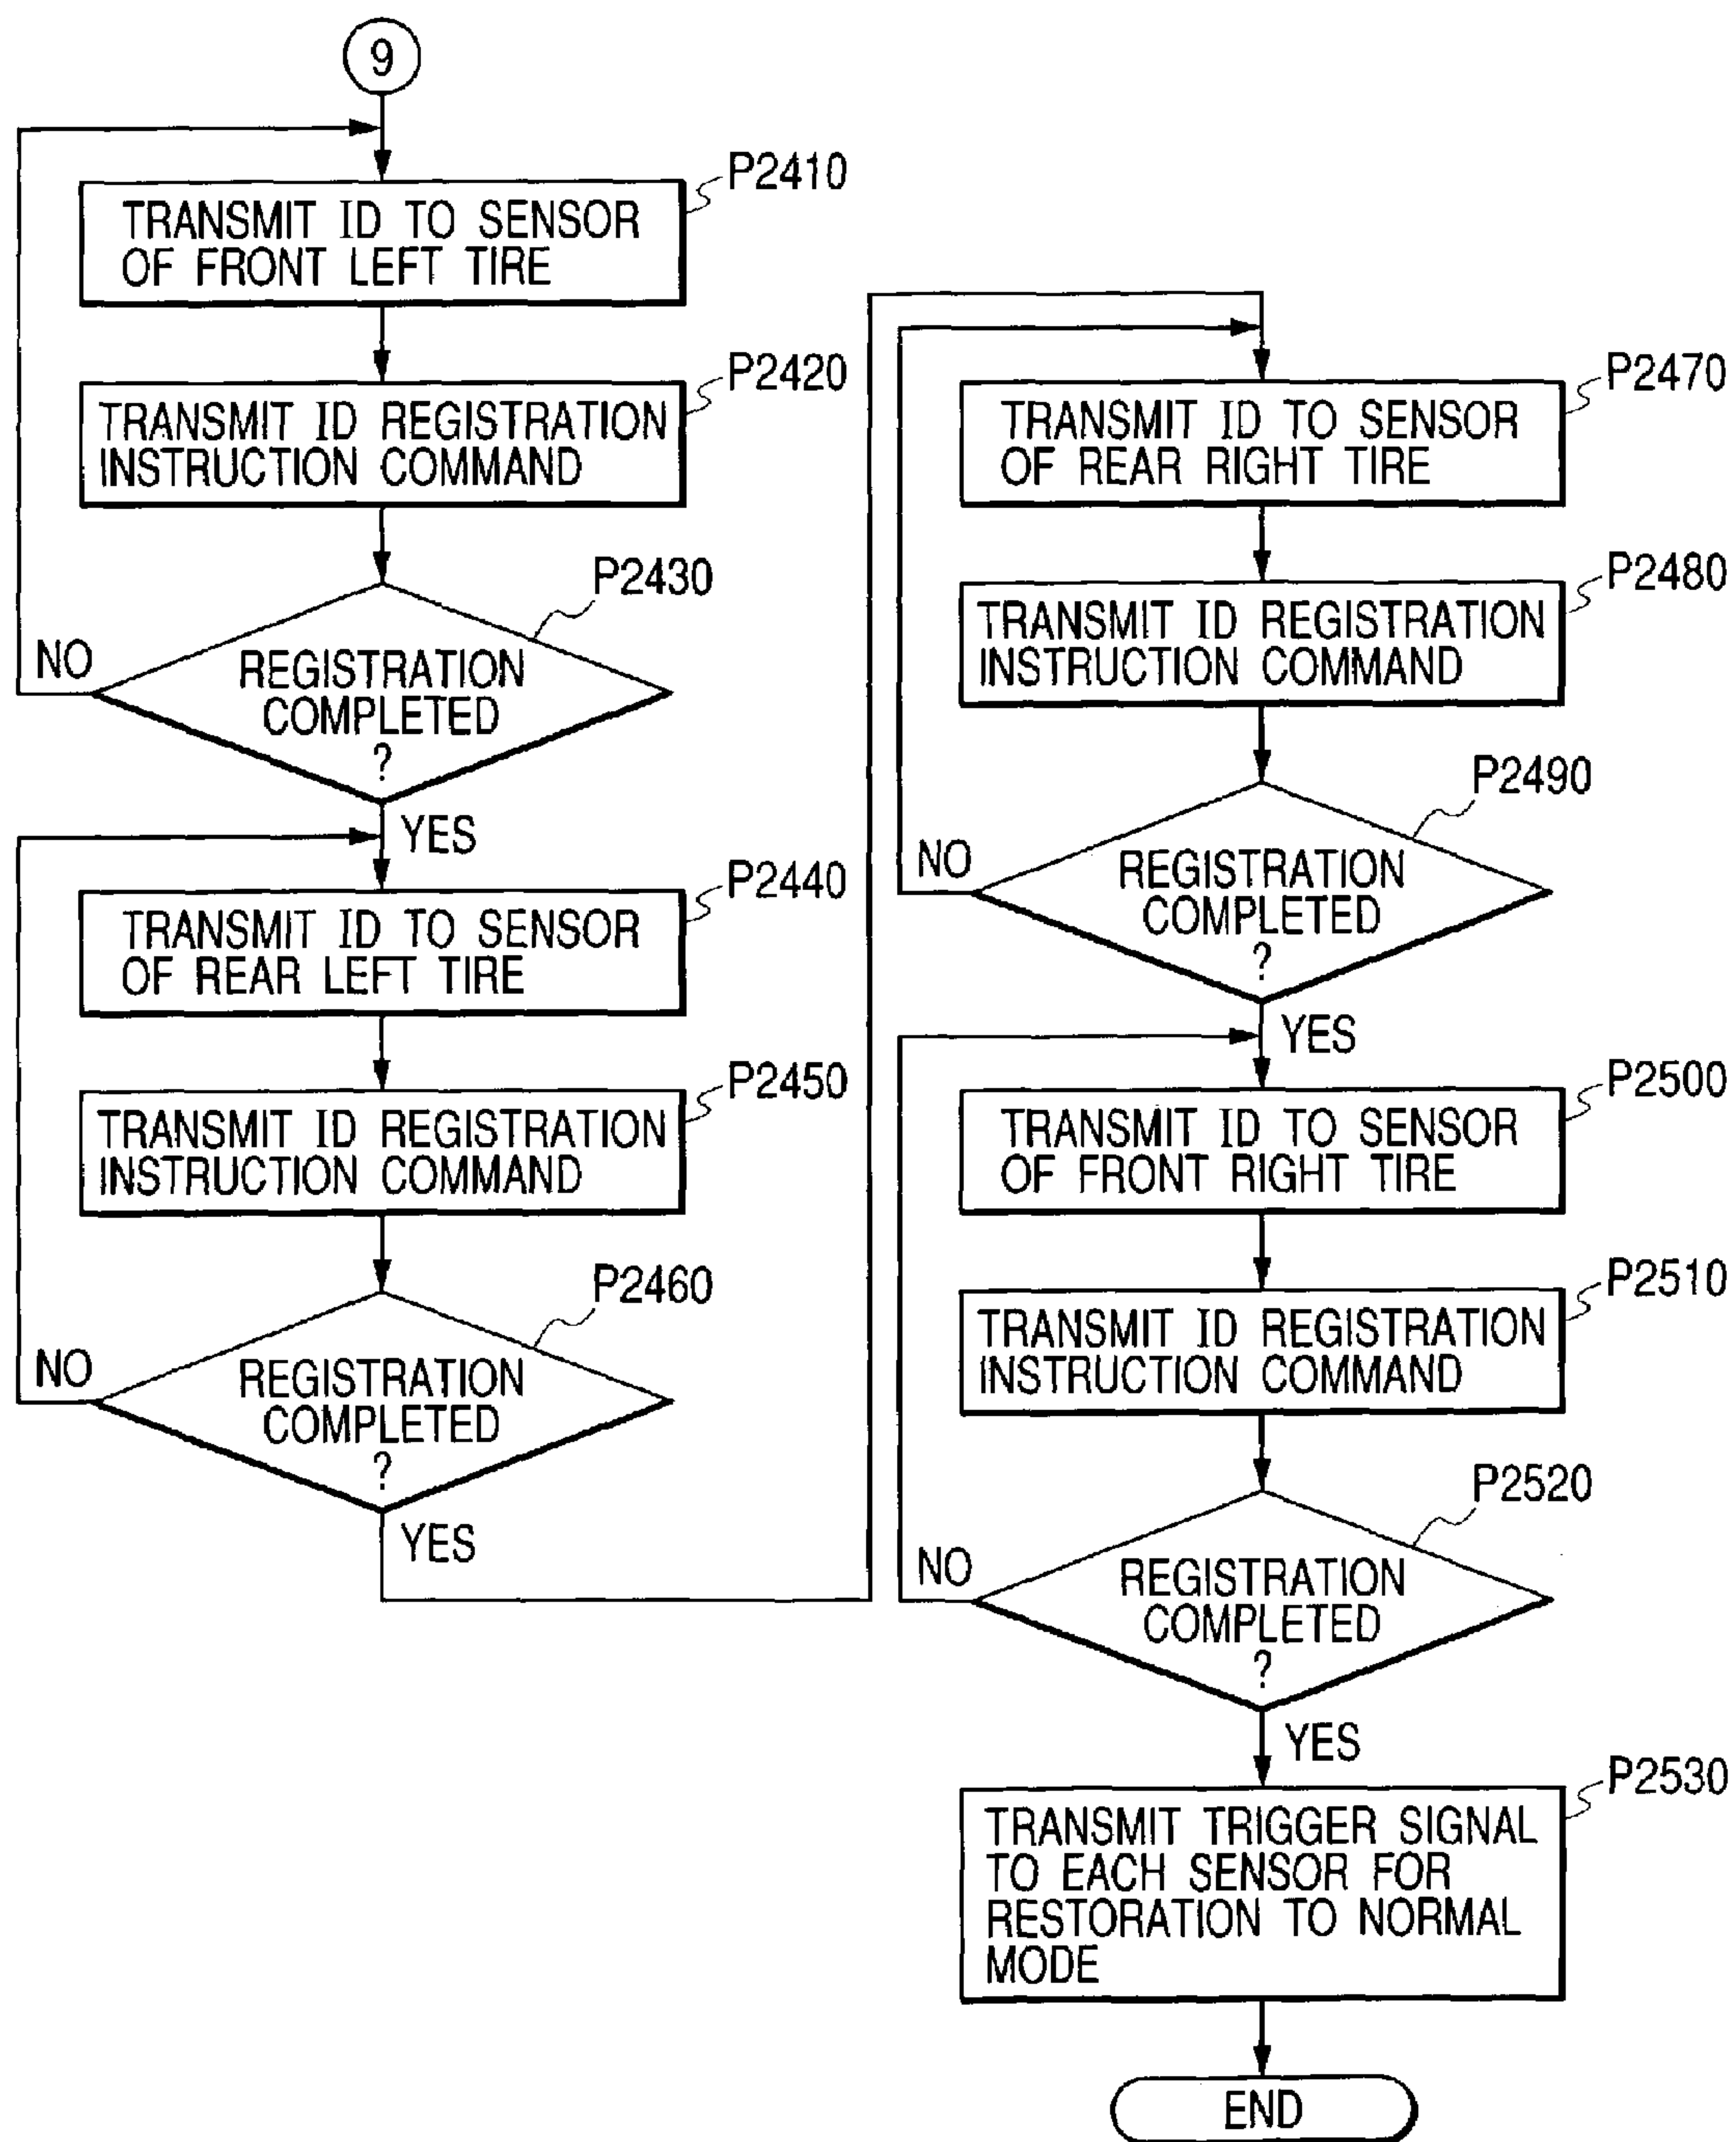 9
P2410
TRANSMIT ID TO SENSOR
OF FRONT LEFT TIRE
P2420
TRANSMIT ID REGISTRATION
INSTRUCTION COMMAND
P2430
NO
REGISTRATION
COMPLETED
?
YES
P2440
TRANSMIT ID TO SENSOR
OF REAR LEFT TIRE
P2450
TRANSMIT ID REGISTRATION
INSTRUCTION COMMAND
P2460
NO
REGISTRATION
COMPLETED
?
YES
P2470
TRANSMIT ID TO SENSOR
OF REAR RIGHT TIRE
P2480
TRANSMIT ID REGISTRATION
INSTRUCTION COMMAND
P2490
NO
REGISTRATION
COMPLETED
?
YES
P2500
TRANSMIT ID TO SENSOR
OF FRONT RIGHT TIRE
P2510
TRANSMIT ID REGISTRATION
INSTRUCTION COMMAND
P2520
NO
REGISTRATION
COMPLETED
?
YES
P2530
TRANSMIT TRIGGER SIGNAL
TO EACH SENSOR FOR
RESTORATION TO NORMAL
MODE
END